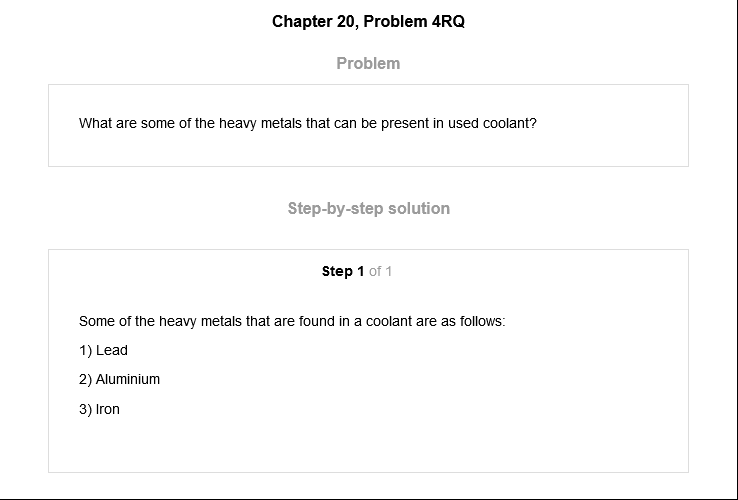 Chapter 20, Problem 4RQ
Problem
What are some of the heavy metals that can be present in used coolant?
Step-by-step solution
Step 1 of 1
Some of the heavy metals that are found in a coolant are as follows:
1) Lead
2) Aluminium
3) Iron